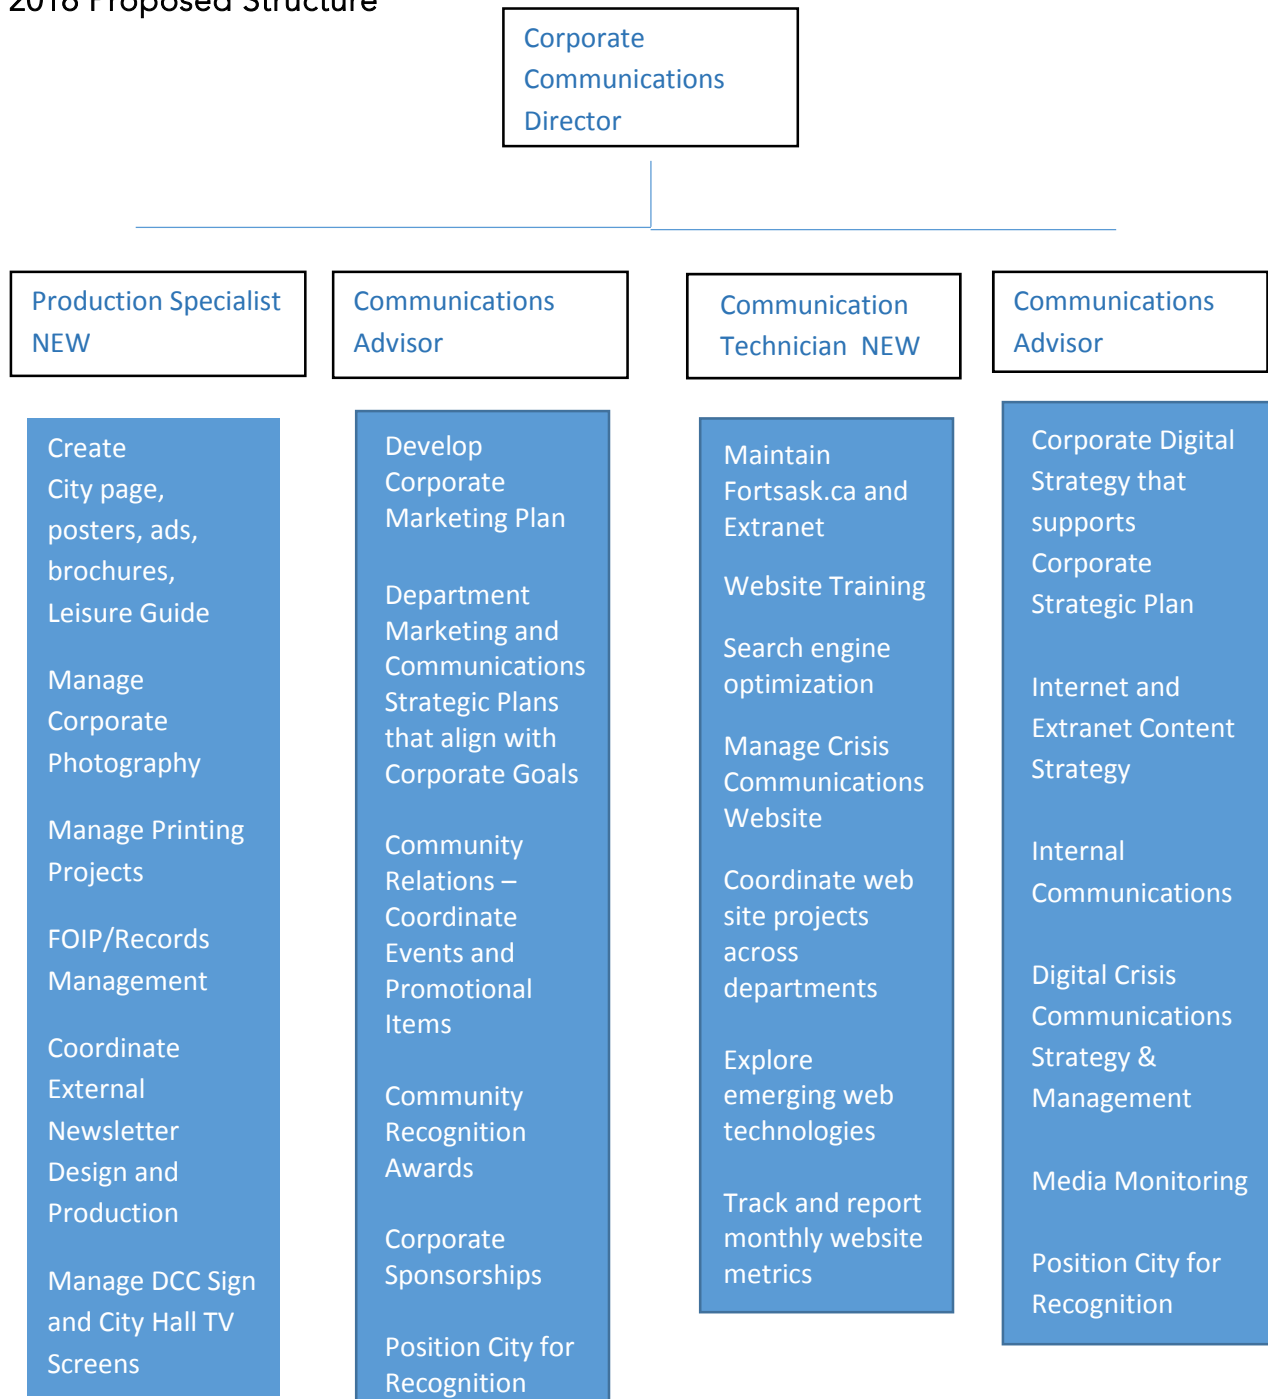 2016 Proposed Structure
Corporate
Communications
Director
Production Specialist
NEW
Communications
Advisor
Communication
Technician  NEW
Communications
Advisor
Create
City page,
posters, ads,
brochures,
Leisure Guide
Manage
Corporate
Photography
Manage Printing
Projects
FOIP/Records
Management
Coordinate
External
Newsletter
Design and
Production
Manage DCC Sign
and City Hall TV
Screens
Develop
Corporate
Marketing Plan
Department
Marketing and
Communications
Strategic Plans
that align with
Corporate Goals
Community
Relations –
Coordinate
Events and
Promotional
Items
Community
Recognition
Awards
Corporate
Sponsorships
Position City for
Recognition
Maintain
Fortsask.ca and
Extranet
Website Training
Search engine
optimization
Manage Crisis
Communications
Website
Coordinate web
site projects
across
departments
Explore
emerging web
technologies
Track and report
monthly website
metrics
Corporate Digital
Strategy that
supports
Corporate
Strategic Plan
Internet and
Extranet Content
Strategy
Internal
Communications
Digital Crisis
Communications
Strategy &
Management
Media Monitoring
Position City for
Recognition